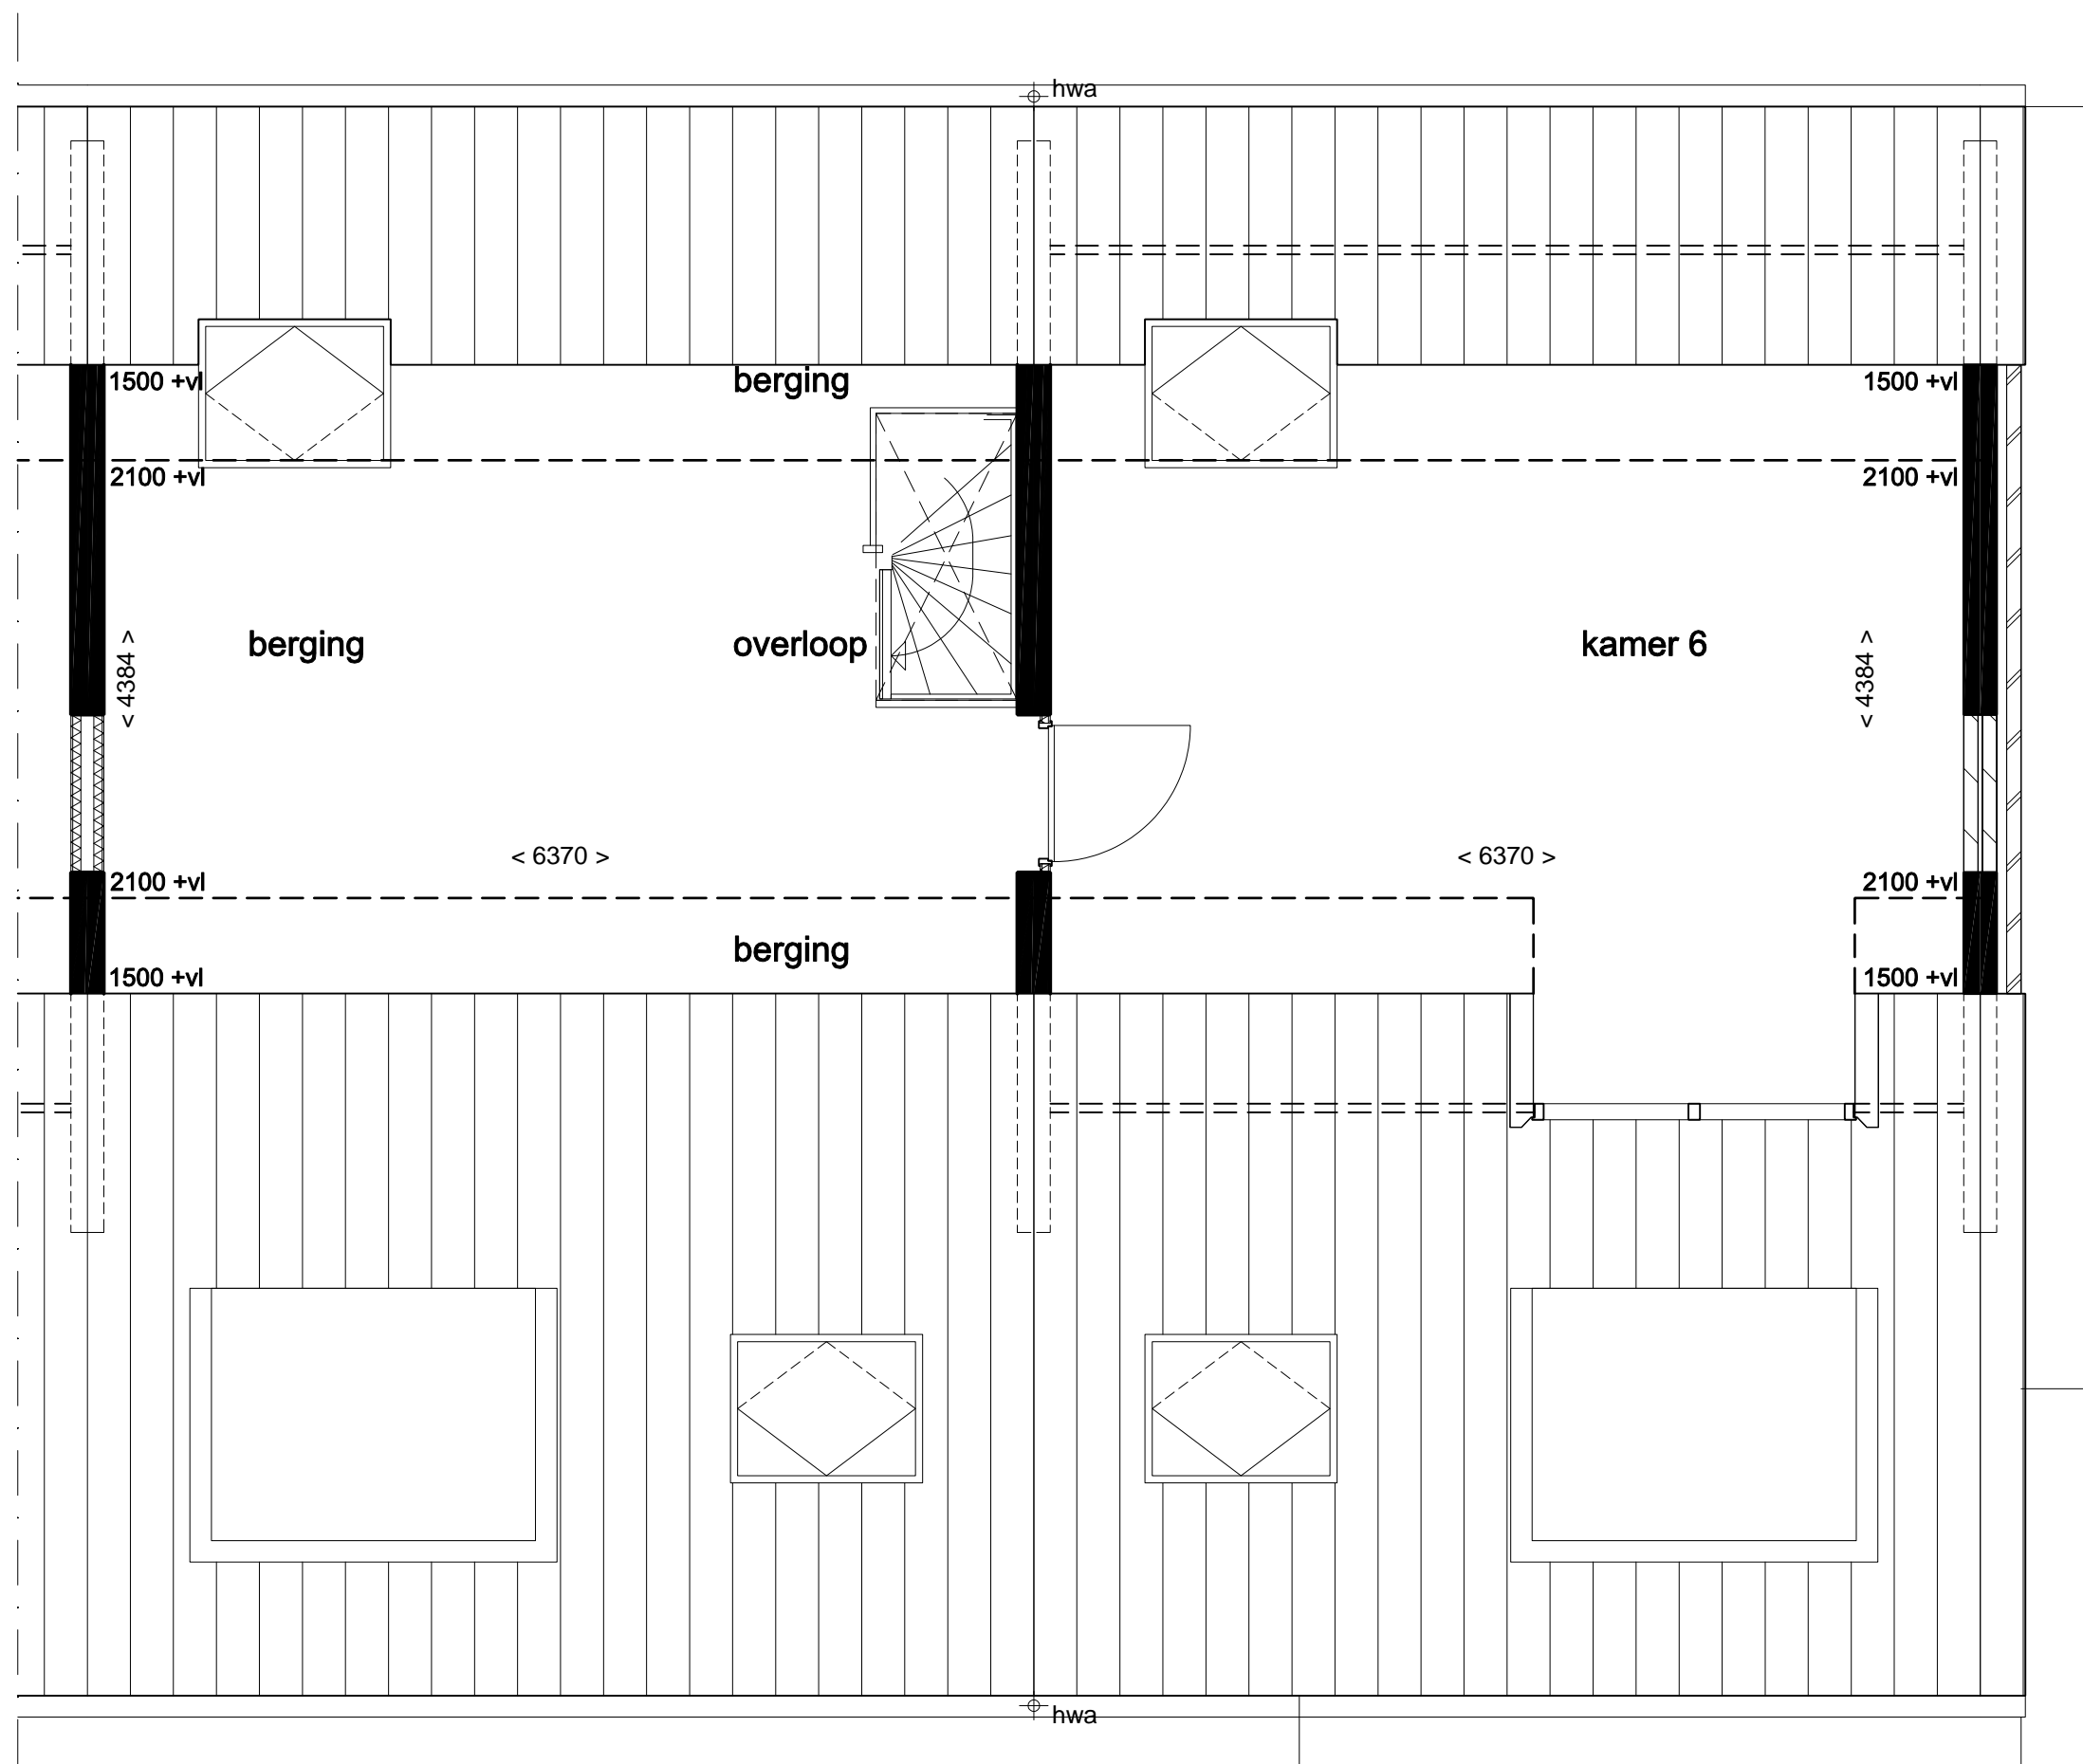 hwa
1500 +vl
berging
1500 +vl
2100 +vl
2100 +vl
< 4384 >
berging
overloop
kamer 6
< 4384 >
< 6370 >
< 6370 >
2100 +vl
2100 +vl
berging
1500 +vl
1500 +vl
hwa